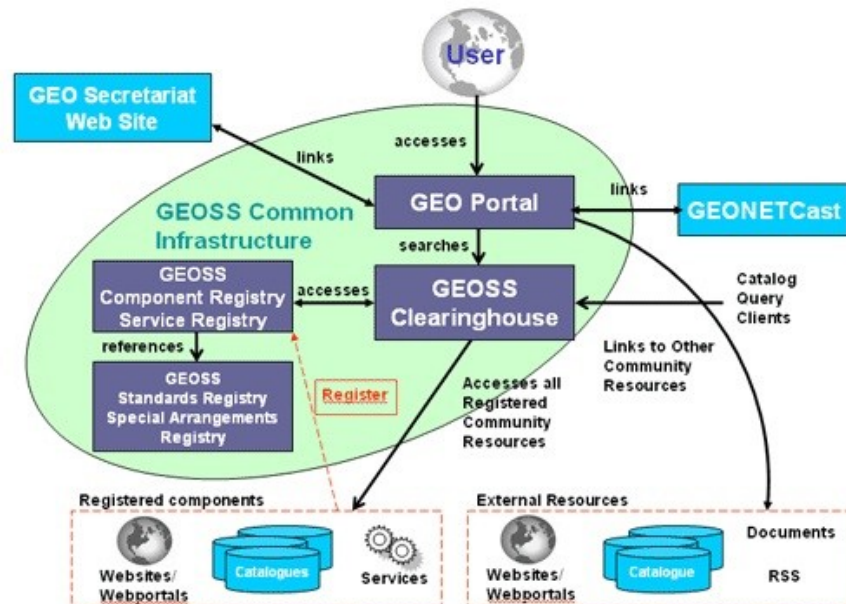 User
GEO Secretariat
Web Site
accesses
links
GEO Portal
links
GEONETCast
GEOSS Common
Infrastructure
searches
GEOSS
Component Registry
Service Registry
accesses
GEOSS
Clearinghouse
Catalog
Query
Clients
references
GEOSS
Standards Registry
Special Arrangements
Registry
Register
Accesses all
Registered
Community
Resources
Links to Other
Community
Resources
Registered components
Websites/
Webportals
Catalogues
Services
External Resources
Websites/
Webportals
Catalogue
Documents
RSS